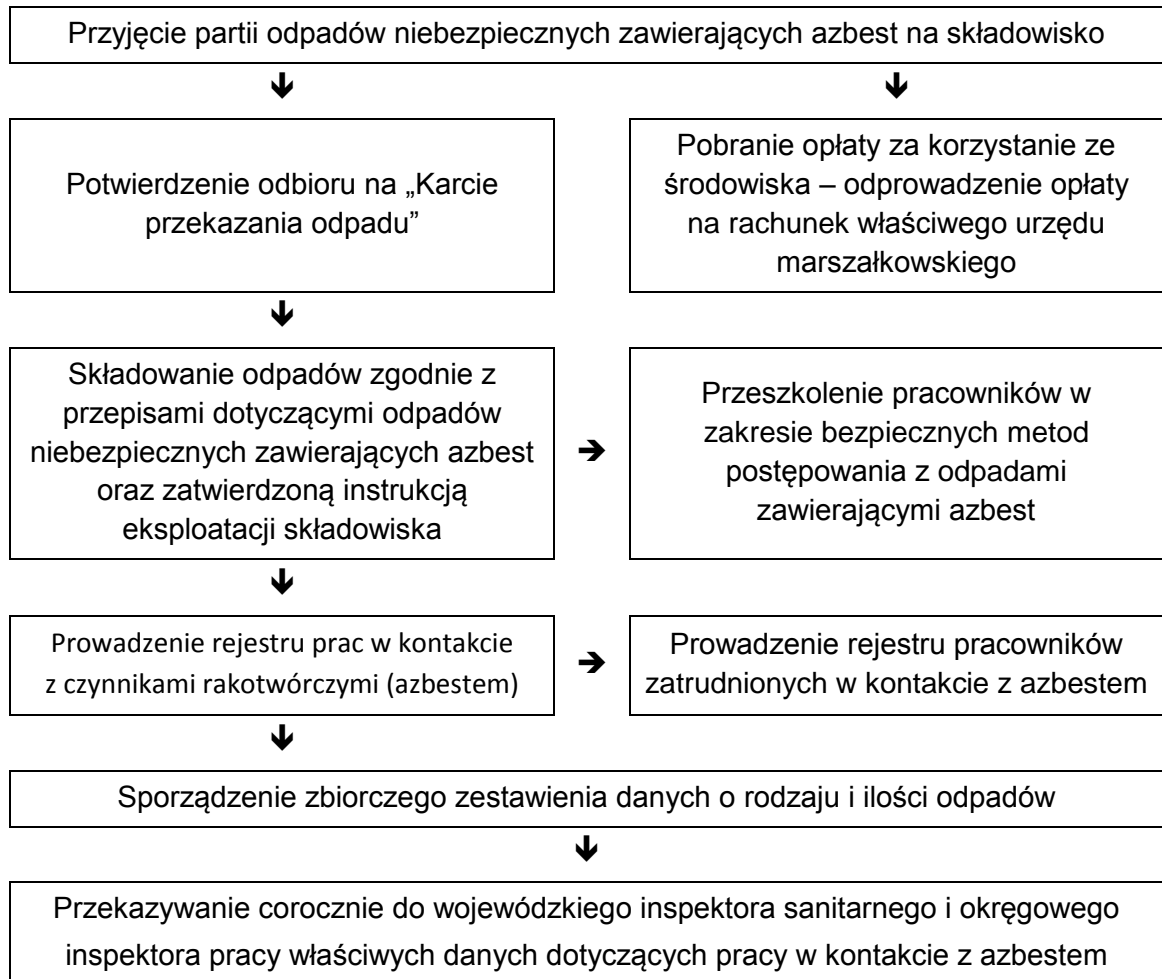 Przyjęcie partii odpadów niebezpiecznych zawierających azbest na składowisko
Potwierdzenie odbioru na „Karcie
przekazania odpadu”
Pobranie opłaty za korzystanie ze
środowiska – odprowadzenie opłaty
na rachunek właściwego urzędu
marszałkowskiego
Składowanie odpadów zgodnie z
przepisami dotyczącymi odpadów
niebezpiecznych zawierających azbest
oraz zatwierdzoną instrukcją
eksploatacji składowiska
Przeszkolenie pracowników w
zakresie bezpiecznych metod
postępowania z odpadami
zawierającymi azbest
Prowadzenie rejestru prac w kontakcie
z czynnikami rakotwórczymi (azbestem)
Prowadzenie rejestru pracowników
zatrudnionych w kontakcie z azbestem
Sporządzenie zbiorczego zestawienia danych o rodzaju i ilości odpadów
Przekazywanie corocznie do wojewódzkiego inspektora sanitarnego i okręgowego
inspektora pracy właściwych danych dotyczących pracy w kontakcie z azbestem